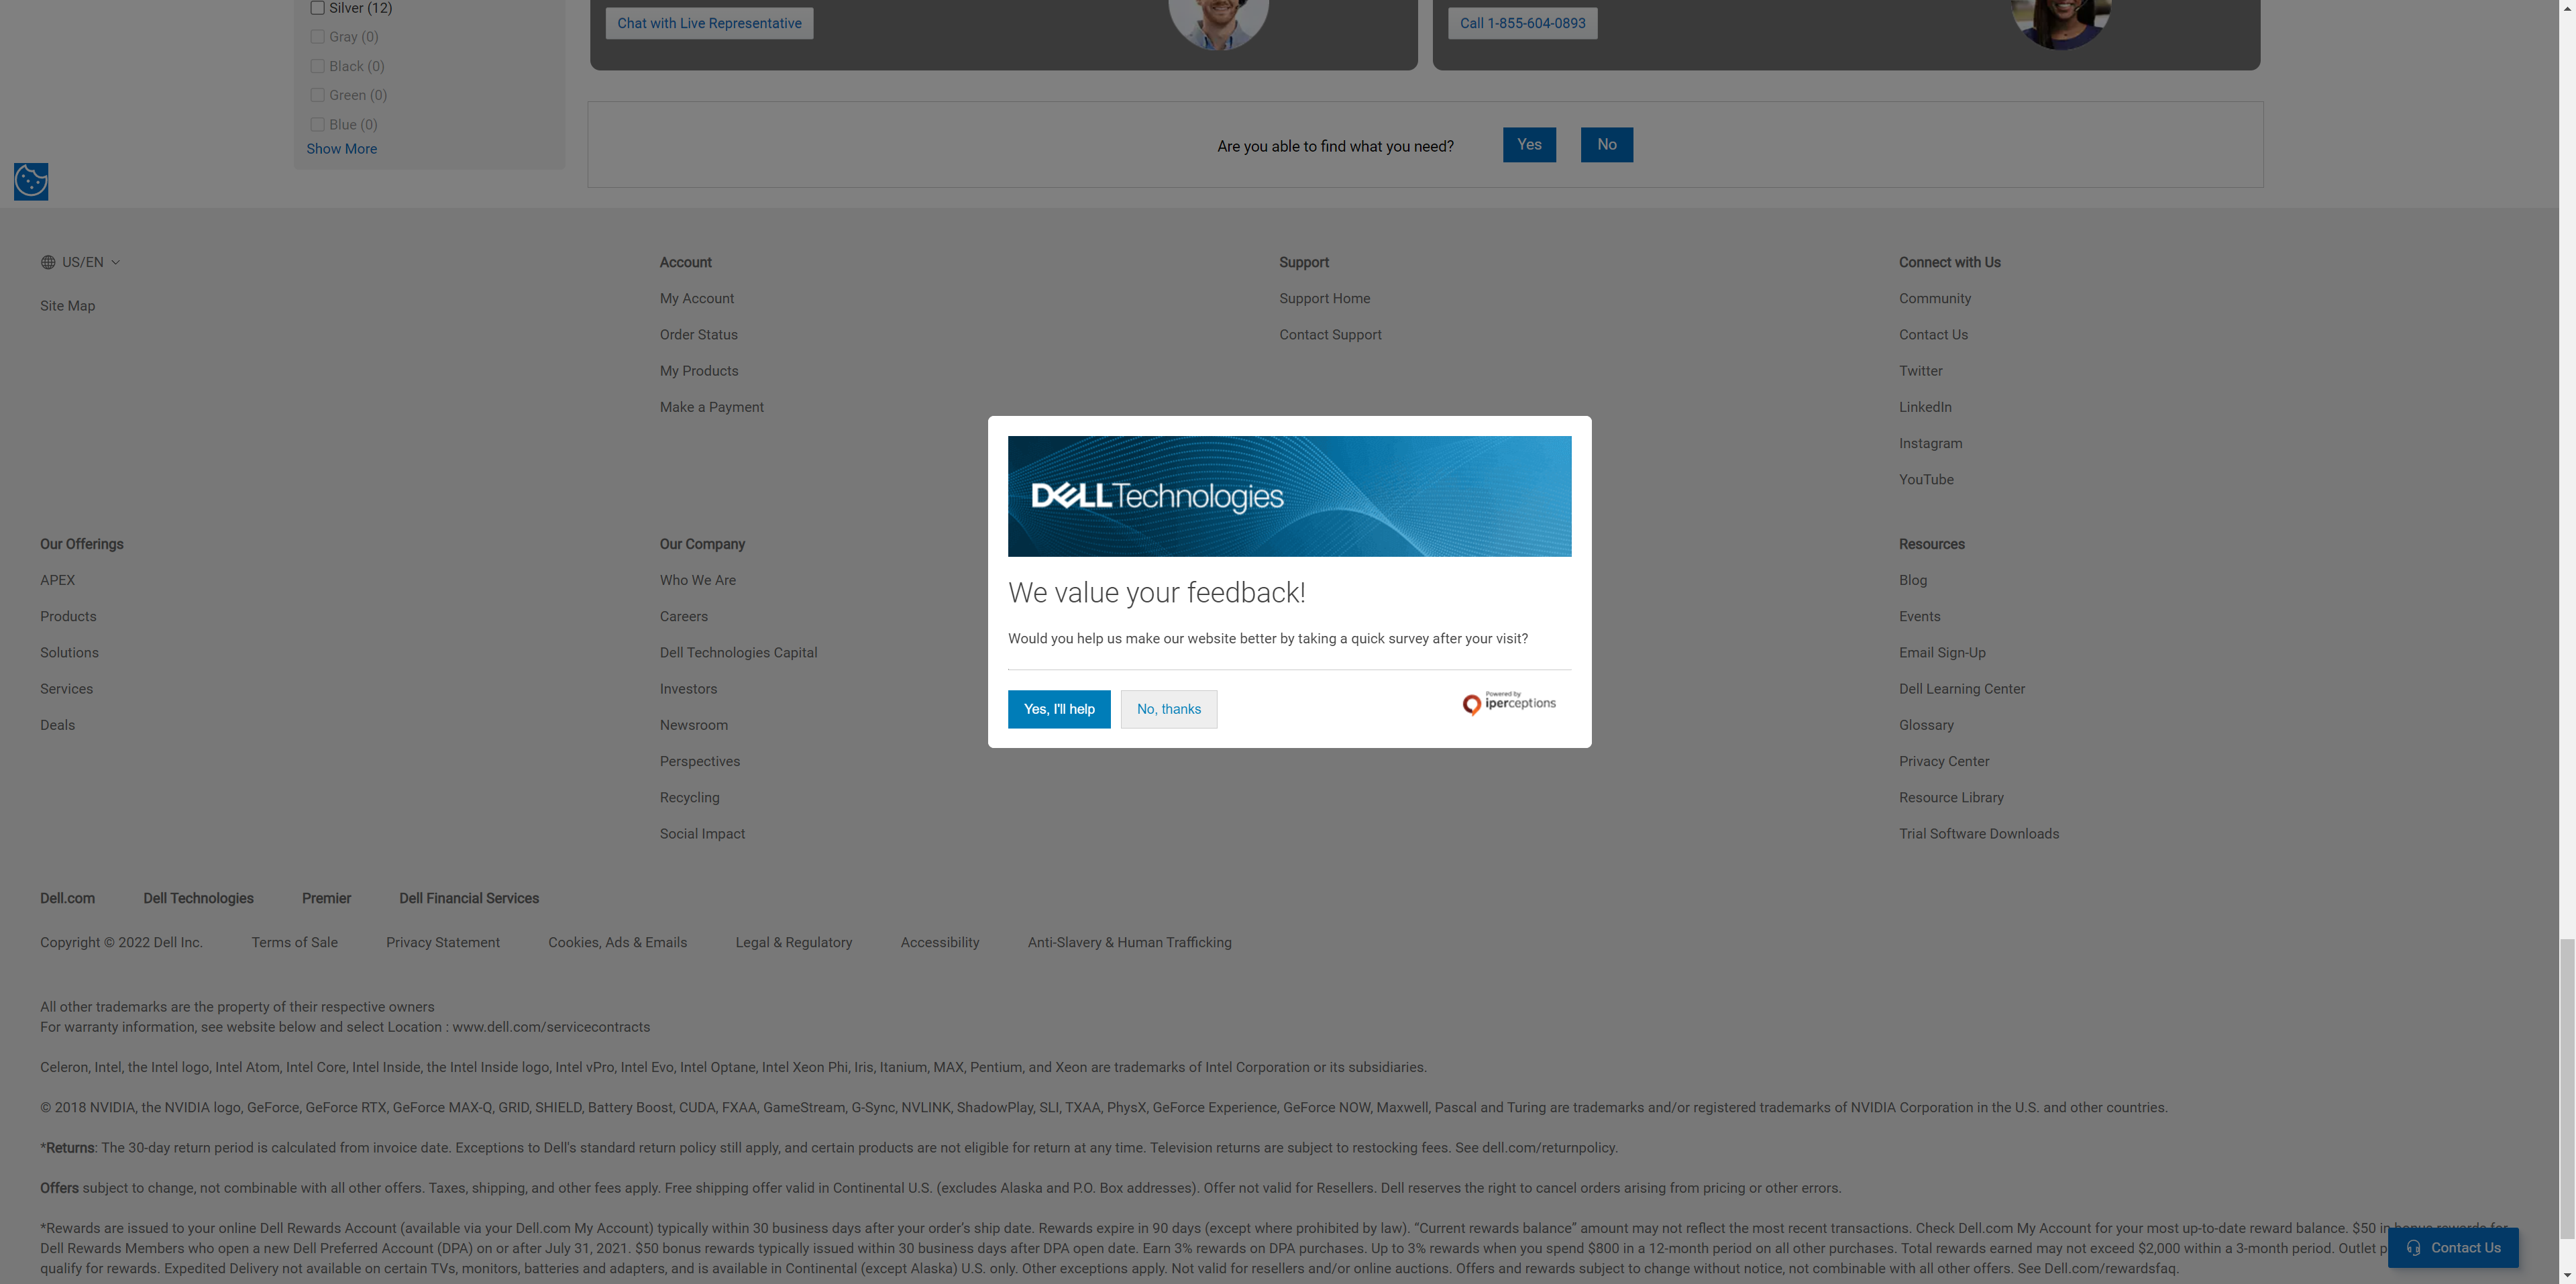 Silver (12)
Gray (0)
Black (0)
Green (0)
Blue (0)
Show More
Chat with Live Representative
Call 1-855-604-0893
Are you able to find what you need?
Yes
No
US/EN
Site Map
Account
My Account
Order Status
My Products
Make a Payment
Support
Support Home
Contact Support
Connect with Us
Community
Contact Us
Twitter
LinkedIn
Instagram
YouTube
DELL Technologies
We value your feedback!
Would you help us make our website better by taking a quick survey after your visit?
Yes, I'll help
No, thanks
Powered by
iperceptions
Our Offerings
APEX
Products
Solutions
Services
Deals
Our Company
Who We Are
Careers
Dell Technologies Capital
Investors
Newsroom
Perspectives
Recycling
Social Impact
Resources
Blog
Events
Email Sign-Up
Dell Learning Center
Glossary
Privacy Center
Resource Library
Trial Software Downloads
Dell.com Dell Technologies Premier Dell Financial Services
Copyright © 2022 Dell Inc. Terms of Sale Privacy Statement Cookies, Ads & Emails Legal & Regulatory Accessibility Anti-Slavery & Human Trafficking
All other trademarks are the property of their respective owners
For warranty information, see website below and select Location : www.dell.com/servicecontracts
Celeron, Intel, the Intel logo, Intel Atom, Intel Core, Intel Inside, the Intel Inside logo, Intel vPro, Intel Evo, Intel Optane, Intel Xeon Phi, Iris, Itanium, MAX, Pentium, and Xeon are trademarks of Intel Corporation or its subsidiaries.
© 2018 NVIDIA, the NVIDIA logo, GeForce, GeForce RTX, GeForce MAX-Q, GRID, SHIELD, Battery Boost, CUDA, FXAA, GameStream, G-Sync, NVLINK, ShadowPlay, SLI, TXAA, PhysX, GeForce Experience, GeForce NOW, Maxwell, Pascal and Turing are trademarks and/or registered trademarks of NVIDIA Corporation in the U.S. and other countries.
*Returns: The 30-day return period is calculated from invoice date. Exceptions to Dell's standard return policy still apply, and certain products are not eligible for return at any time. Television returns are subject to restocking fees. See dell.com/returnpolicy.
Offers subject to change, not combinable with all other offers. Taxes, shipping, and other fees apply. Free shipping offer valid in Continental U.S. (excludes Alaska and P.O. Box addresses). Offer not valid for Resellers. Dell reserves the right to cancel orders arising from pricing or other errors.
*Rewards are issued to your online Dell Rewards Account (available via your Dell.com My Account) typically within 30 business days after your order's ship date. Rewards expire in 90 days (except where prohibited by law). “Current rewards balance” amount may not reflect the most recent transactions. Check Dell.com My Account for your most up-to-date reward balance. $50 in bonus rewards for
Dell Rewards Members who open a new Dell Preferred Account (DPA) on or after July 31, 2021. $50 bonus rewards typically issued within 30 business days after DPA open date. Earn 3% rewards on DPA purchases. Up to 3% rewards when you spend $800 in a 12-month period on all other purchases. Total rewards earned may not exceed $2,000 within a 3-month period. Outlet
qualify for rewards. Expedited Delivery not available on certain TVs, monitors, batteries and adapters, and is available in Continental (except Alaska) U.S. only. Other exceptions apply. Not valid for resellers and/or online auctions. Offers and rewards subject to change without notice, not combinable with all other offers. See Dell.com/rewardsfaq.
Contact Us